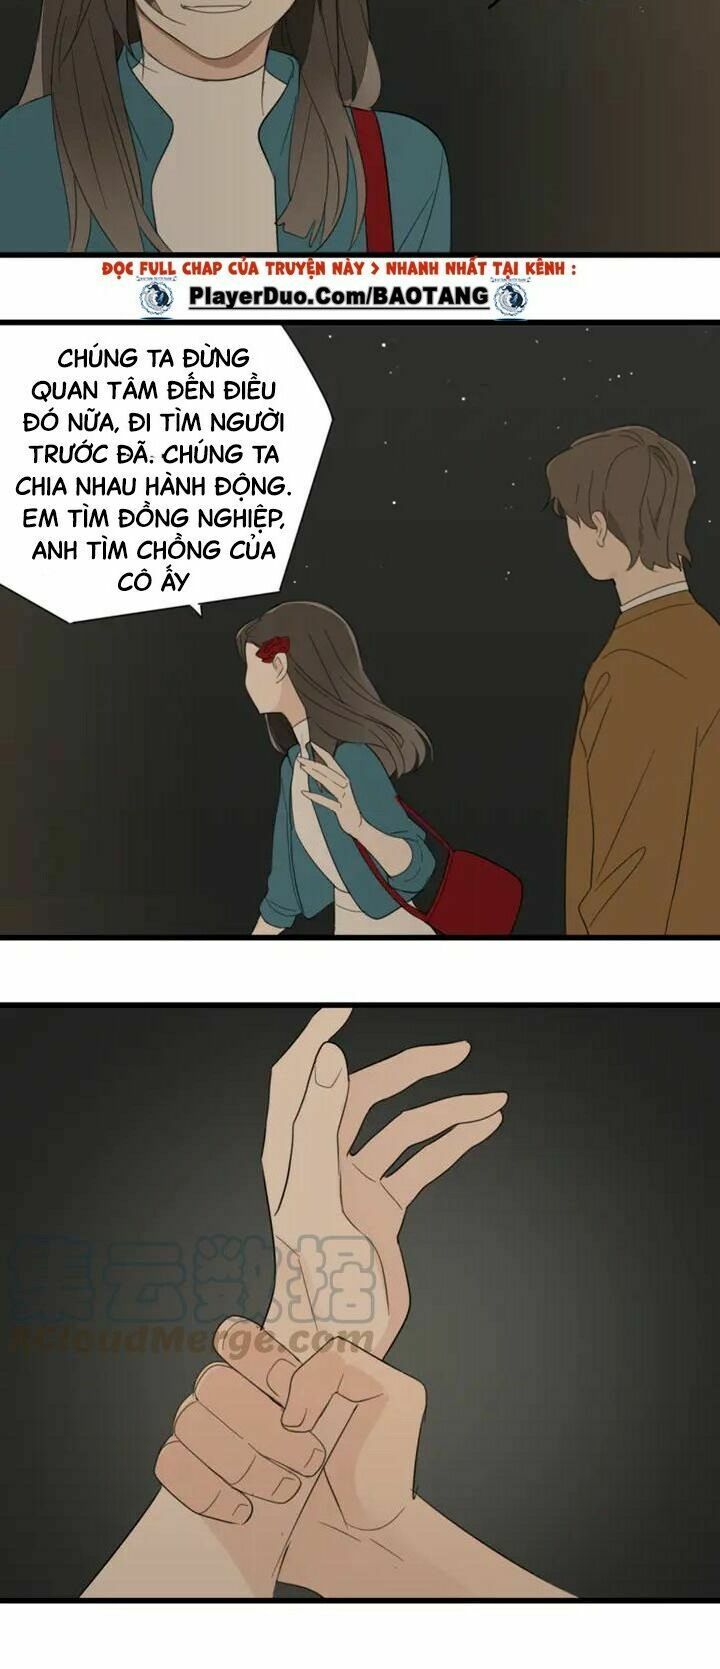 ĐỌC FULL CHAP CỦA TRUYỆN NÀY > NHANH NHẤT TẠI KÊNH :
PlayerDuo.Com/BAOTANG
CHÚNG TA ĐỪNG
QUAN TÂM ĐẾN ĐIỀU
ĐÓ NỮA, ĐI TÌM NGƯỜI
TRƯỚC ĐÃ. CHÚNG TA
CHIA NHAU HÀNH ĐỘNG.
EM TÌM ĐỒNG NGHIỆP,
ANH TÌM CHỒNG CỦA
CÔ ẤY
集云数据
RCloudMerge.com